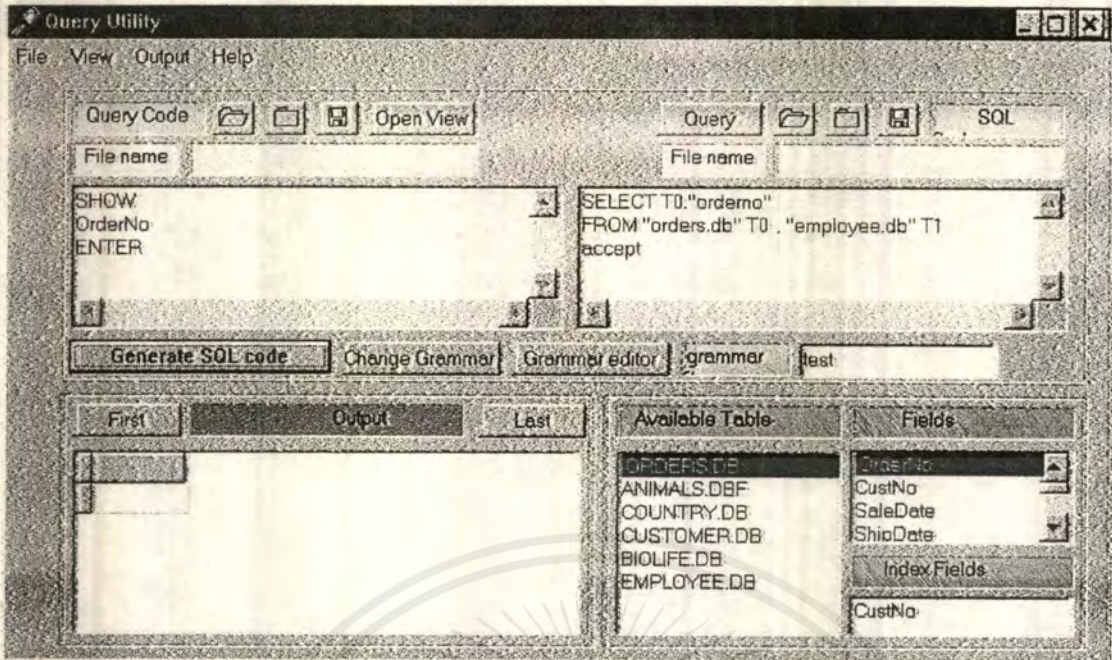 Query Utility
File View Output Help
Query Code Open View Query SQL
File name File name
SHOW
OrderNo
ENTER
SELECT T0."orderno"
FROM "orders.db" T0 , "employee.db" T1
accept
Generate SQL code Change Grammar Grammar editor grammar test
First Output Last
Available Table Fields
ORDERS.DB
ANIMALS.DBF
COUNTRY.DB
CUSTOMER.DB
BIOLIFE.DB
EMPLOYEE.DB
OrderNo
CustNo
SaleDate
ShipDate
Index Fields
CustNo